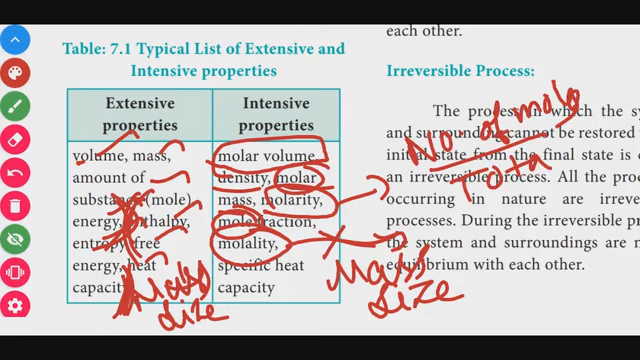 each other.
Table: 7.1 Typical List of Extensive and
Intensive properties
Extensive
properties
Intensive
properties
volume, mass,
amount of
substance (mole)
energy, enthalpy,
entropy, free
energy, heat
capacity
molar volume,
density, molar
mass, molarity,
mole fraction,
molality,
specific heat
capacity
Mass
size
Mass
size
No of mole
Tota
Irreversible Process:
The process in which the sy
and surrounding cannot be restored t
initial state from the final state is c
an irreversible process. All the proc
occurring in nature are irrever
processes. During the irreversible pr
the system and surroundings are n
equilibrium with each other.